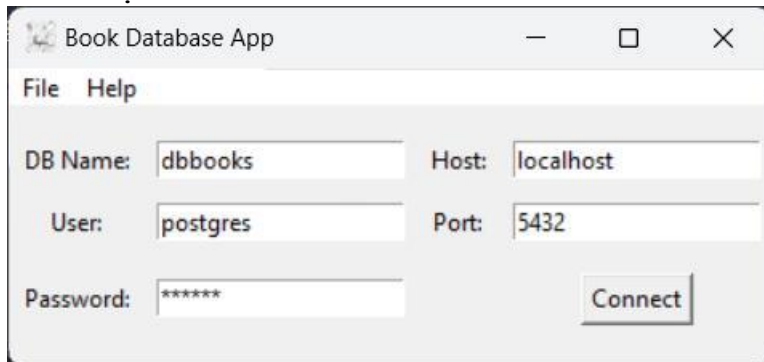 Book Database App
File Help
DB Name: dbbooks Host: localhost
User: postgres Port: 5432
Password: ****** Connect